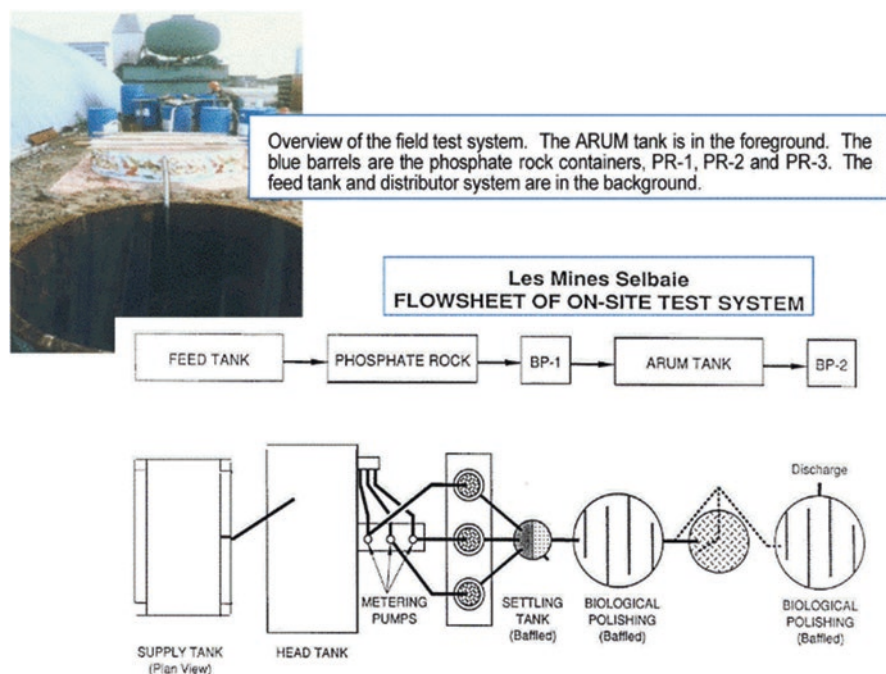 Overview of the field test system. The ARUM tank is in the foreground. The
blue barrels are the phosphate rock containers, PR-1, PR-2 and PR-3. The
feed tank and distributor system are in the background.
Les Mines Selbaie
FLOWSHEET OF ON-SITE TEST SYSTEM
FEED TANK
PHOSPHATE ROCK
BP-1
ARUM TANK
BP-2
Discharge
METERING
PUMPS
SETTLING
TANK
(Baffled)
BIOLOGICAL
POLISHING
(Baffled)
BIOLOGICAL
POLISHING
(Baffled)
SUPPLY TANK
(Plan View)
HEAD TANK